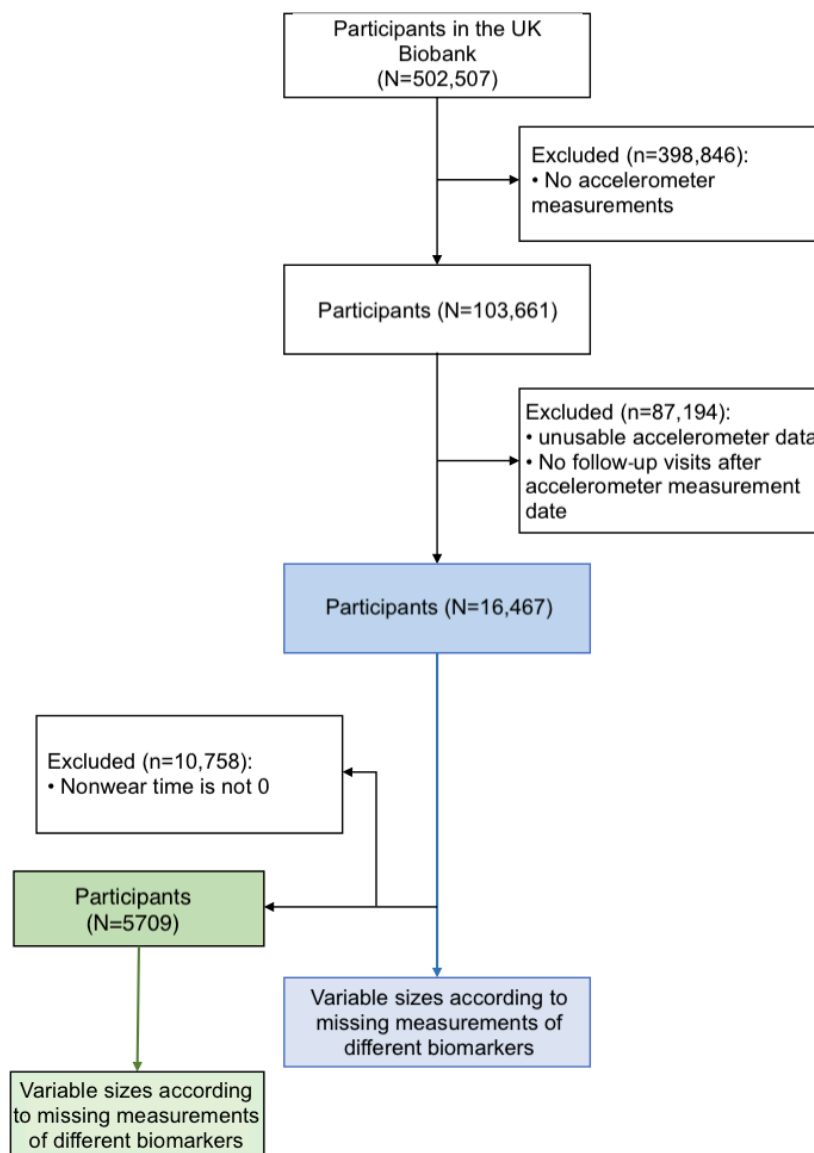 Participants in the UK
Biobank
(N=502,507)
Excluded (n=398,846):
• No accelerometer
measurements
Participants (N=103,661)
Excluded (n=87,194):
• unusable accelerometer data
• No follow-up visits after
accelerometer measurement
date
Participants (N=16,467)
Excluded (n=10,758):
• Nonwear time is not 0
Participants
(N=5709)
Variable sizes according to
missing measurements of
different biomarkers
Variable sizes according
to missing measurements
of different biomarkers